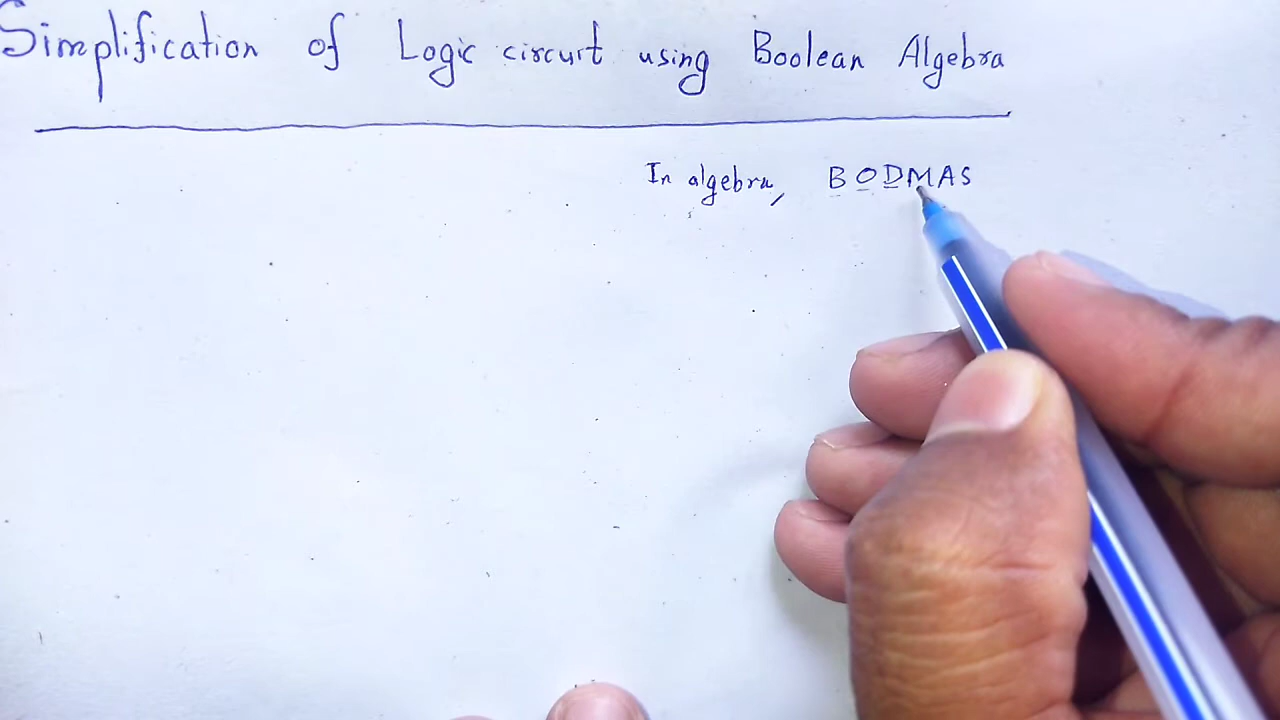 Simplification of Logic circuit using Boolean Algebra
In algebra, BODMAS